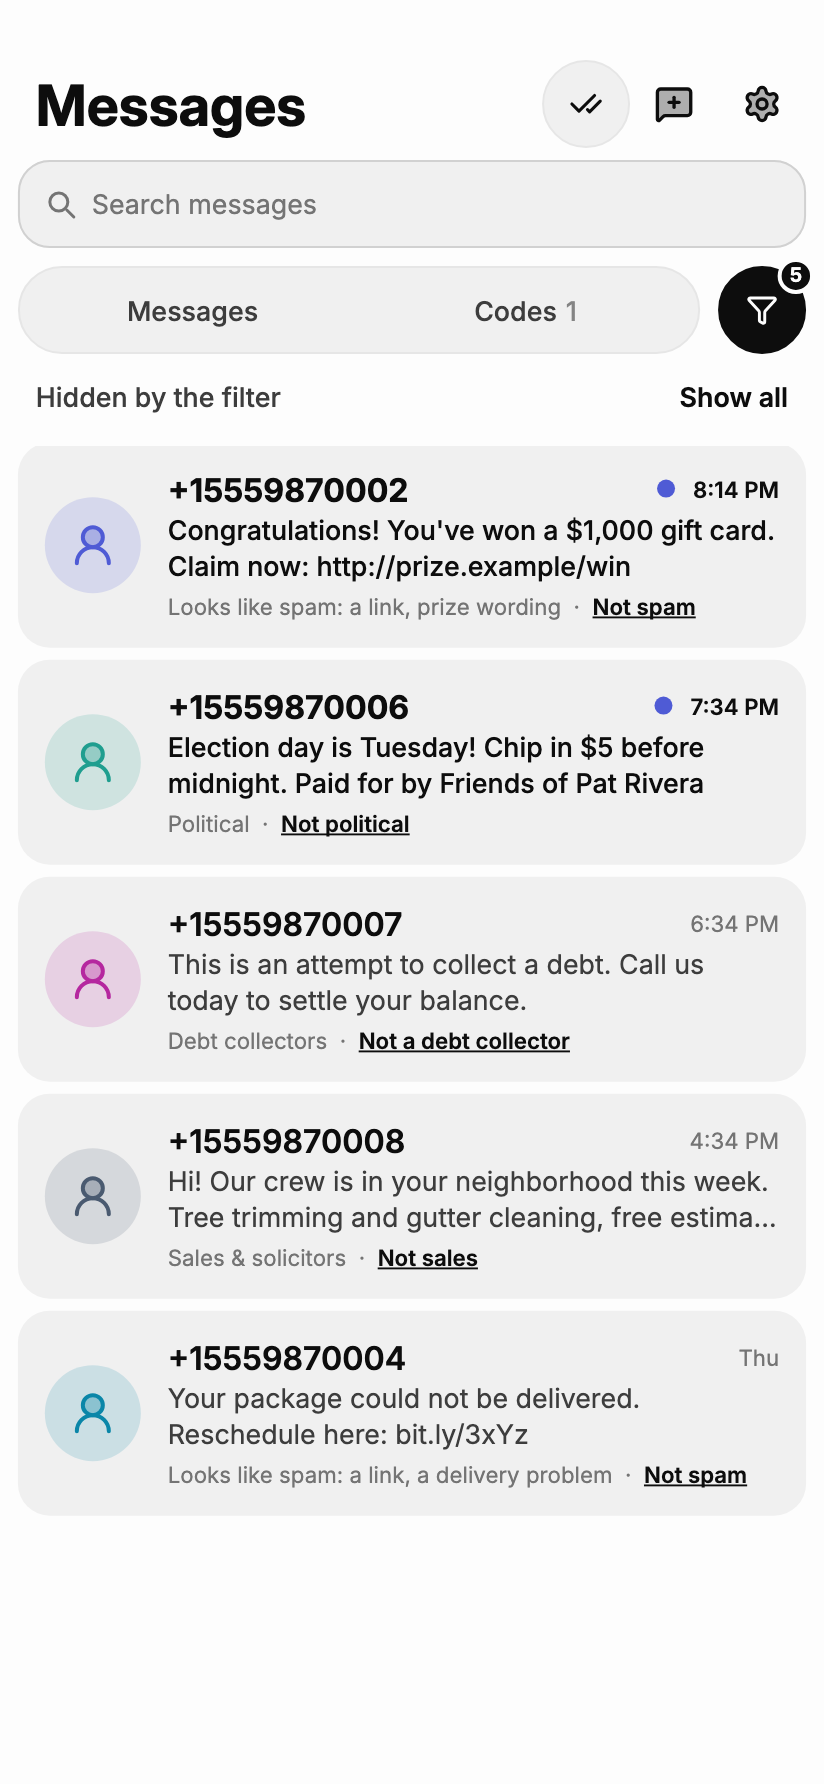 Messages
Search messages
Messages
Codes 1
5
Hidden by the filter
Show all
+15559870002
8:14 PM
Congratulations! You've won a $1,000 gift card.
Claim now: http://prize.example/win
Looks like spam: a link, prize wording · Not spam
+15559870006
7:34 PM
Election day is Tuesday! Chip in $5 before
midnight. Paid for by Friends of Pat Rivera
Political · Not political
+15559870007
6:34 PM
This is an attempt to collect a debt. Call us
today to settle your balance.
Debt collectors · Not a debt collector
+15559870008
4:34 PM
Hi! Our crew is in your neighborhood this week.
Tree trimming and gutter cleaning, free estima...
Sales & solicitors · Not sales
+15559870004
Thu
Your package could not be delivered.
Reschedule here: bit.ly/3xYz
Looks like spam: a link, a delivery problem · Not spam